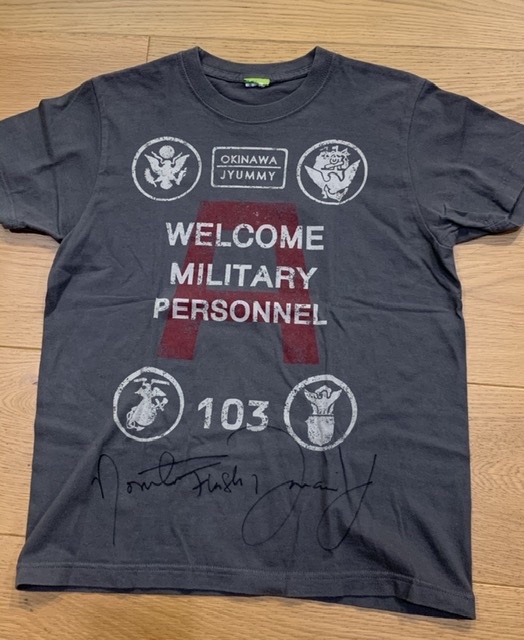 OKINAWA
JYUMMY
A
WELCOME
MILITARY
PERSONNEL
103